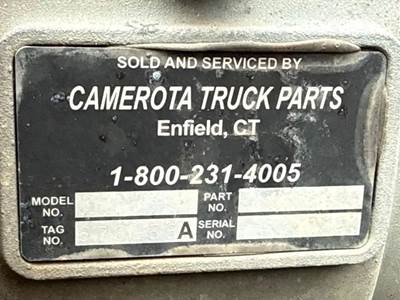 SOLD AND SERVICED BY
CAMEROTA TRUCK PARTS
Enfield, CT
1-800-231-4005
MODEL NO. PART NO.
TAG NO. A SERIAL NO.